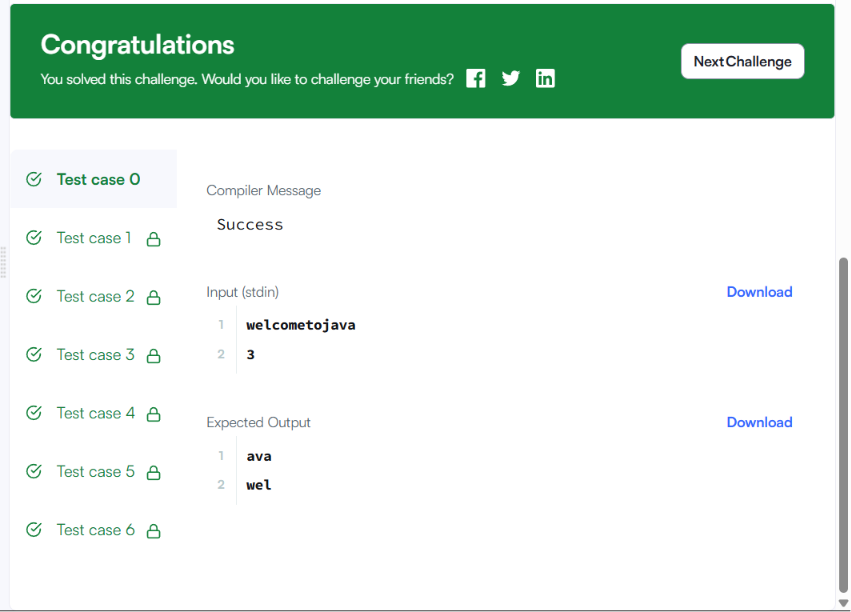 Congratulations
You solved this challenge. Would you like to challenge your friends?
Next Challenge
Test case 0
Test case 1
Test case 2
Test case 3
Test case 4
Test case 5
Test case 6
Compiler Message
Success
Input (stdin)
Download
1 welcometojava
2 3
Expected Output
Download
1 ava
2 wel